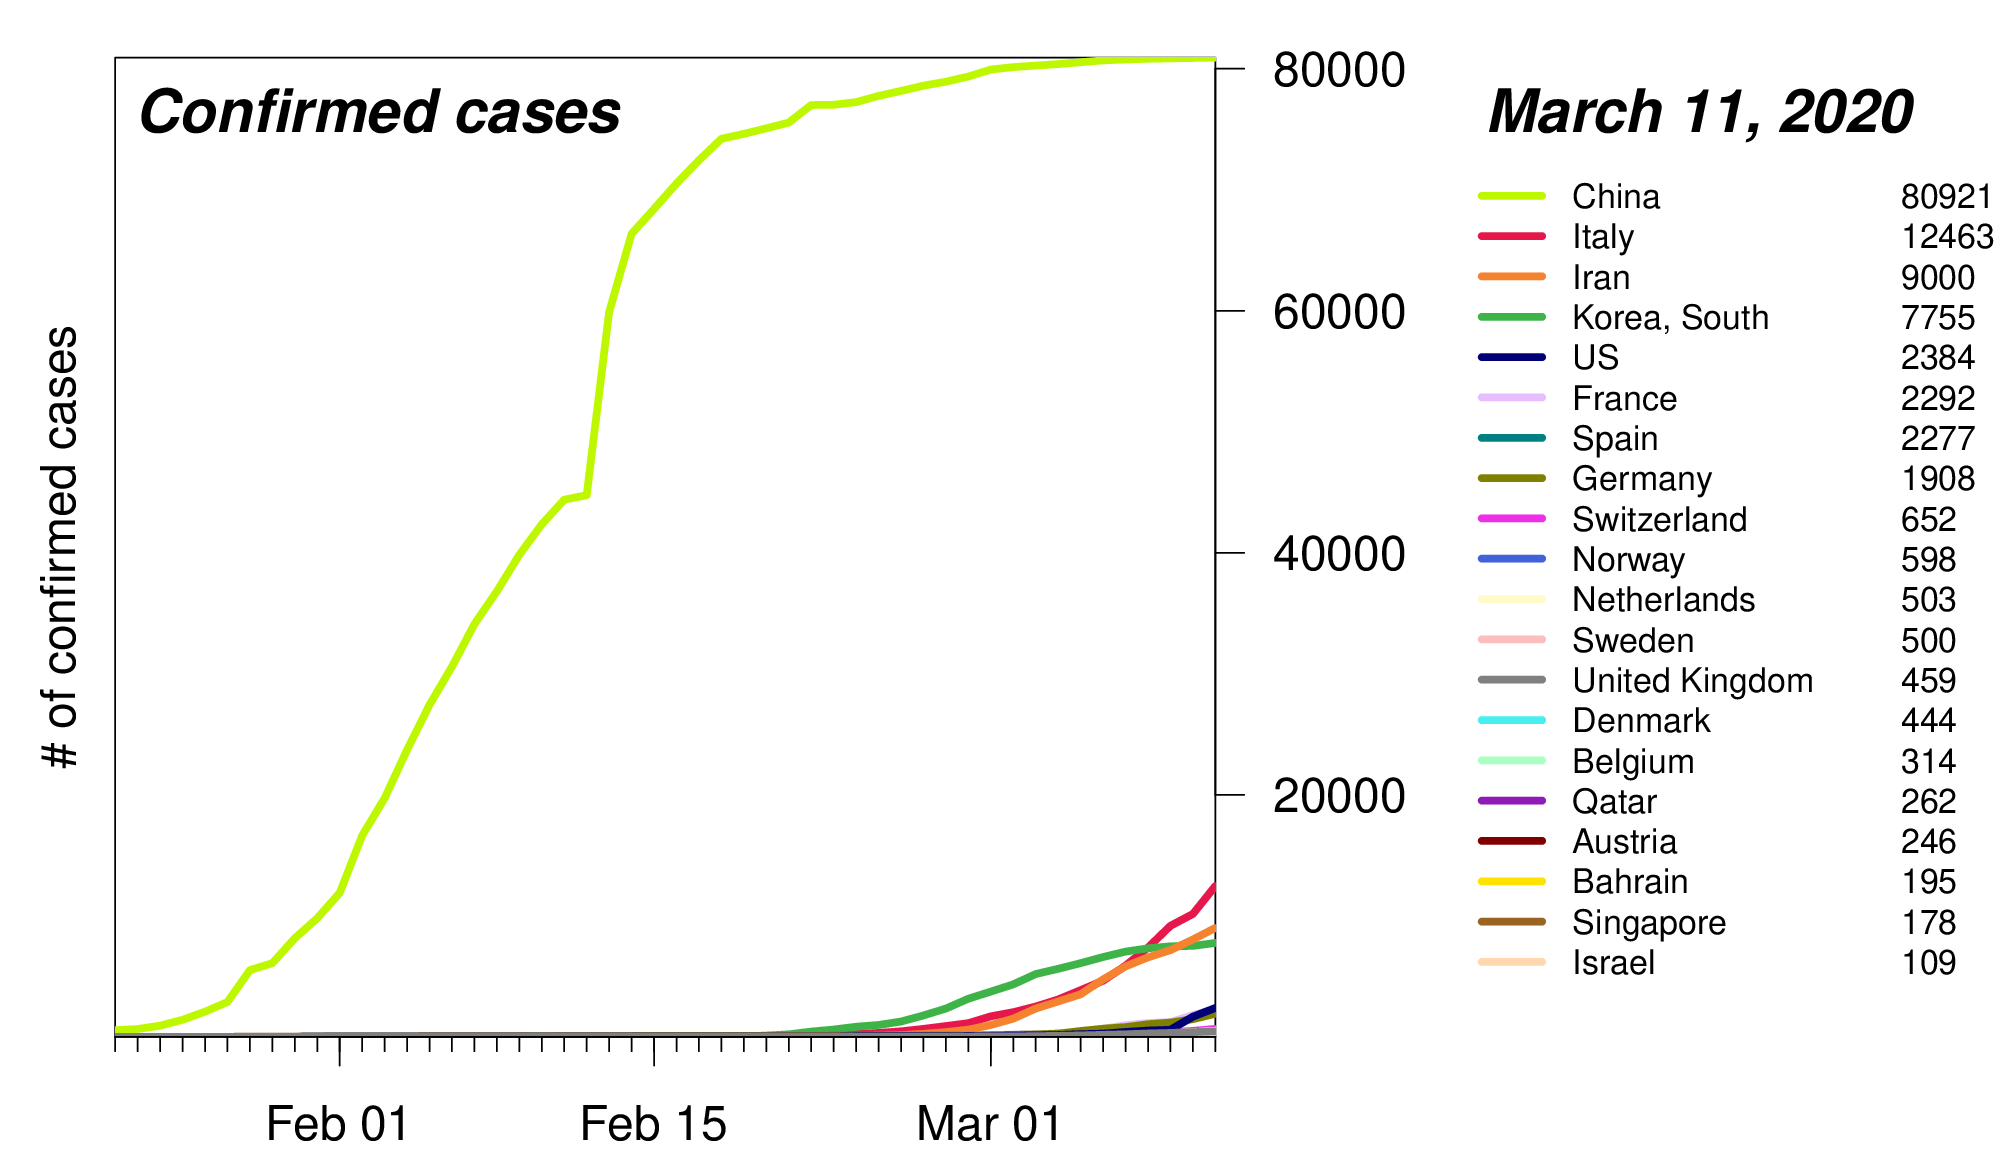 Confirmed cases
# of confirmed cases
80000
60000
40000
20000
Feb 01
Feb 15
Mar 01
March 11, 2020
China 80921
Italy 12463
Iran 9000
Korea, South 7755
US 2384
France 2292
Spain 2277
Germany 1908
Switzerland 652
Norway 598
Netherlands 503
Sweden 500
United Kingdom 459
Denmark 444
Belgium 314
Qatar 262
Austria 246
Bahrain 195
Singapore 178
Israel 109